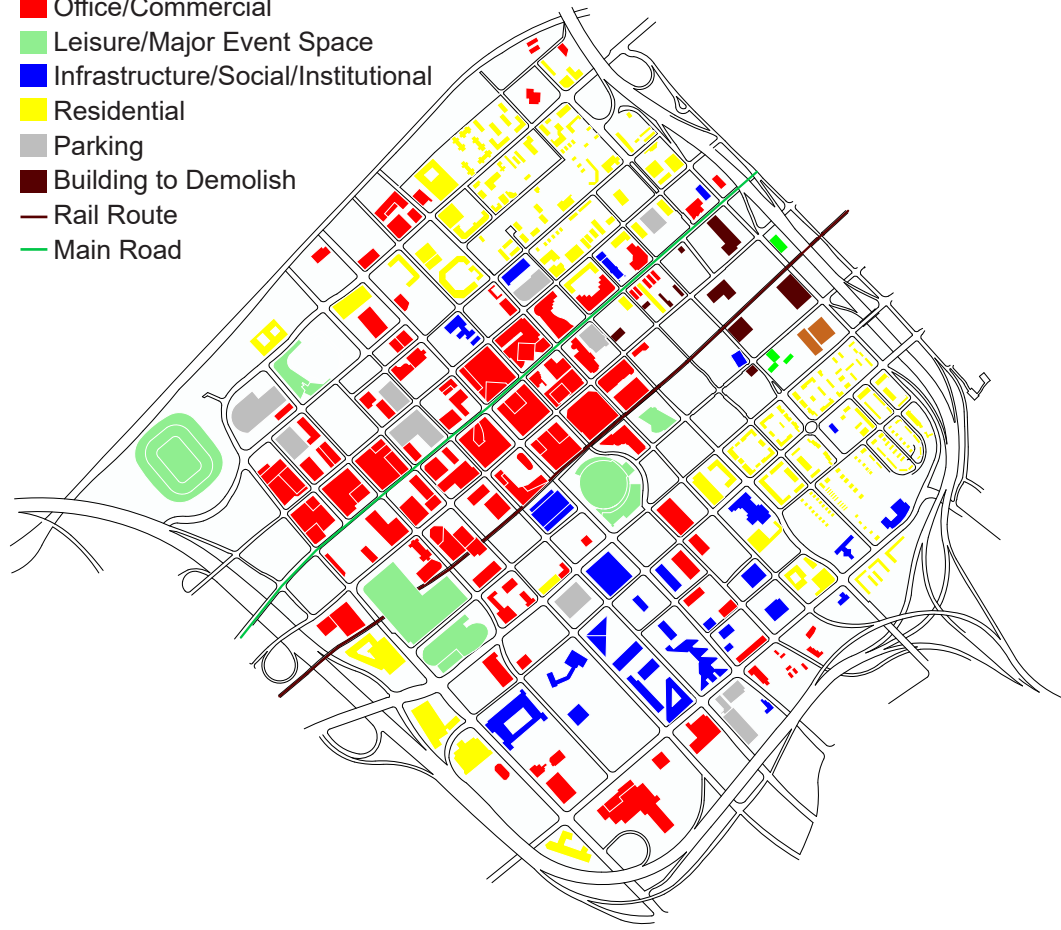 Office/Commercial
Leisure/Major Event Space
Infrastructure/Social/Institutional
Residential
Parking
Building to Demolish
Rail Route
Main Road